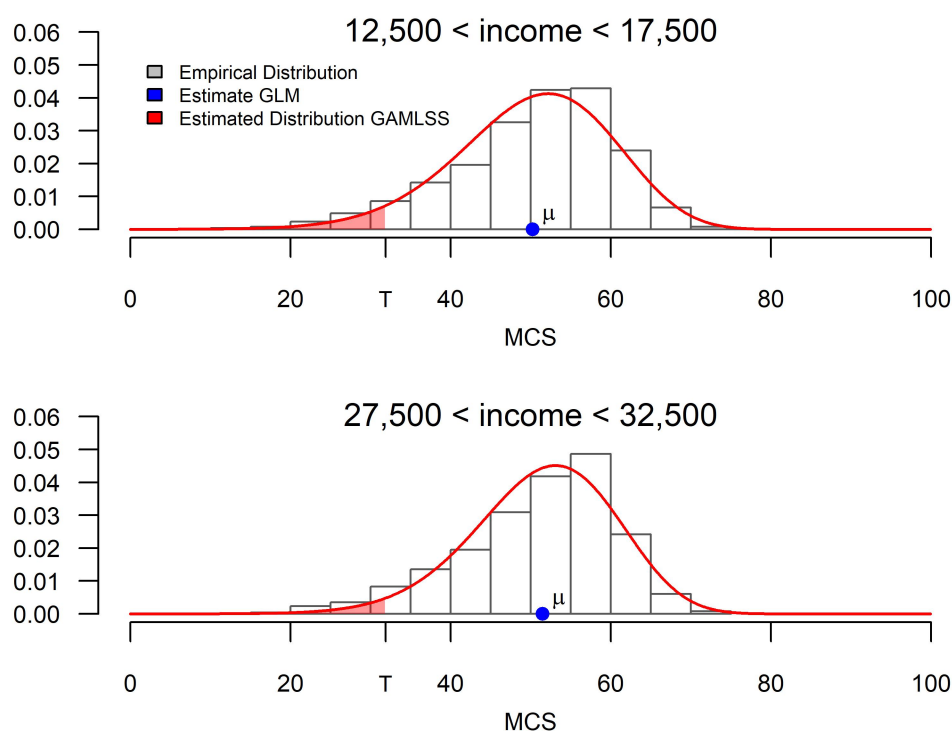 12,500 < income < 17,500
0.06
0.05
0.04
0.03
0.02
0.01
0.00
Empirical Distribution
Estimate GLM
Estimated Distribution GAMLSS
μ
0 20 T 40 60 80 100
MCS
27,500 < income < 32,500
0.06
0.05
0.04
0.03
0.02
0.01
0.00
μ
0 20 T 40 60 80 100
MCS